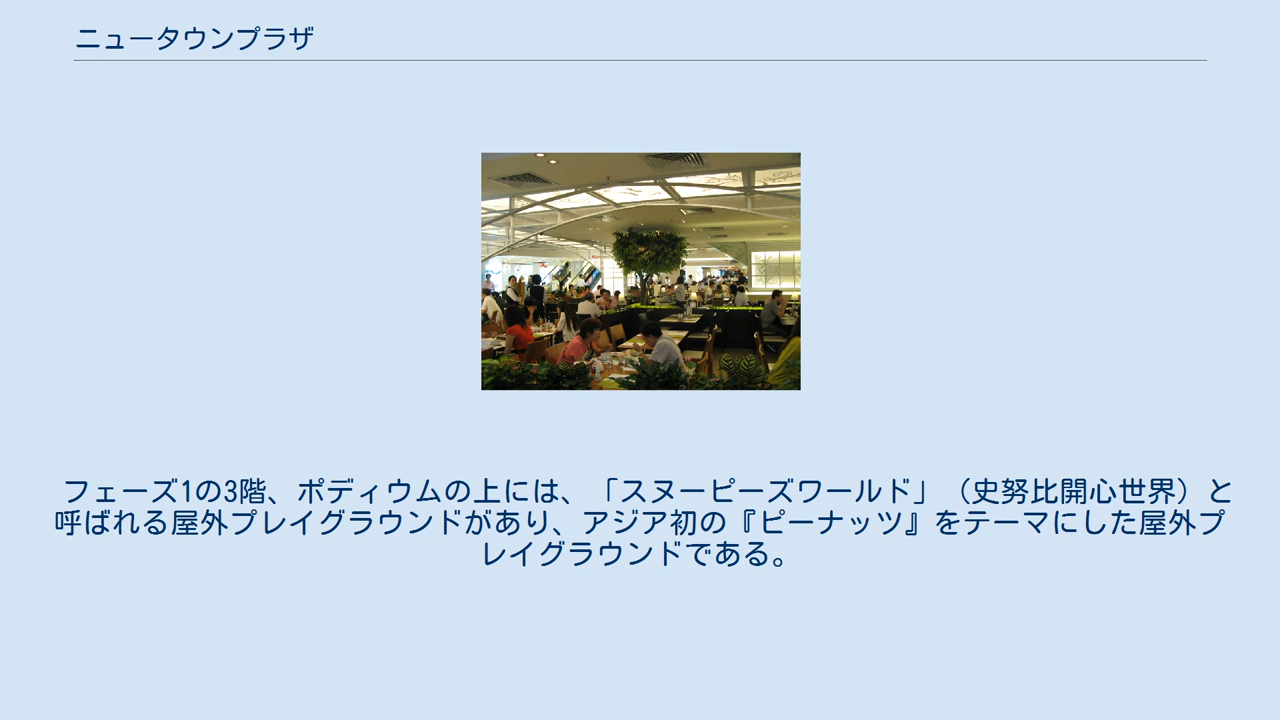 ニュータウンプラザ
フェーズ1の3階、ポディウムの上には、「スヌーピーズワールド」（史努比開心世界）と
呼ばれる屋外プレイグラウンドがあり、アジア初の『ピーナッツ』をテーマにした屋外プ
レイグラウンドである。